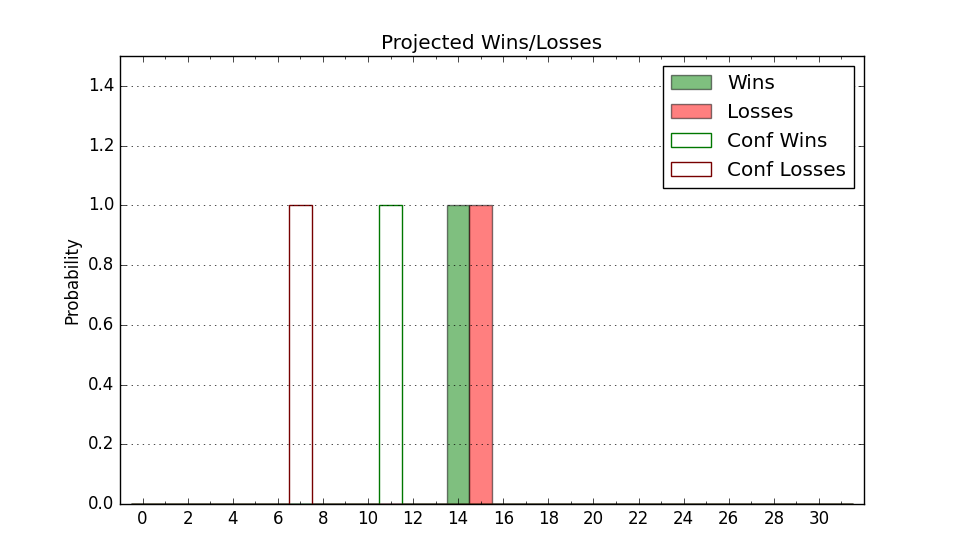 Projected Wins/Losses
Probability
1.4
1.2
1.0
0.8
0.6
0.4
0.2
0.0
0 2 4 6 8 10 12 14 16 18 20 22 24 26 28 30
Wins
Losses
Conf Wins
Conf Losses